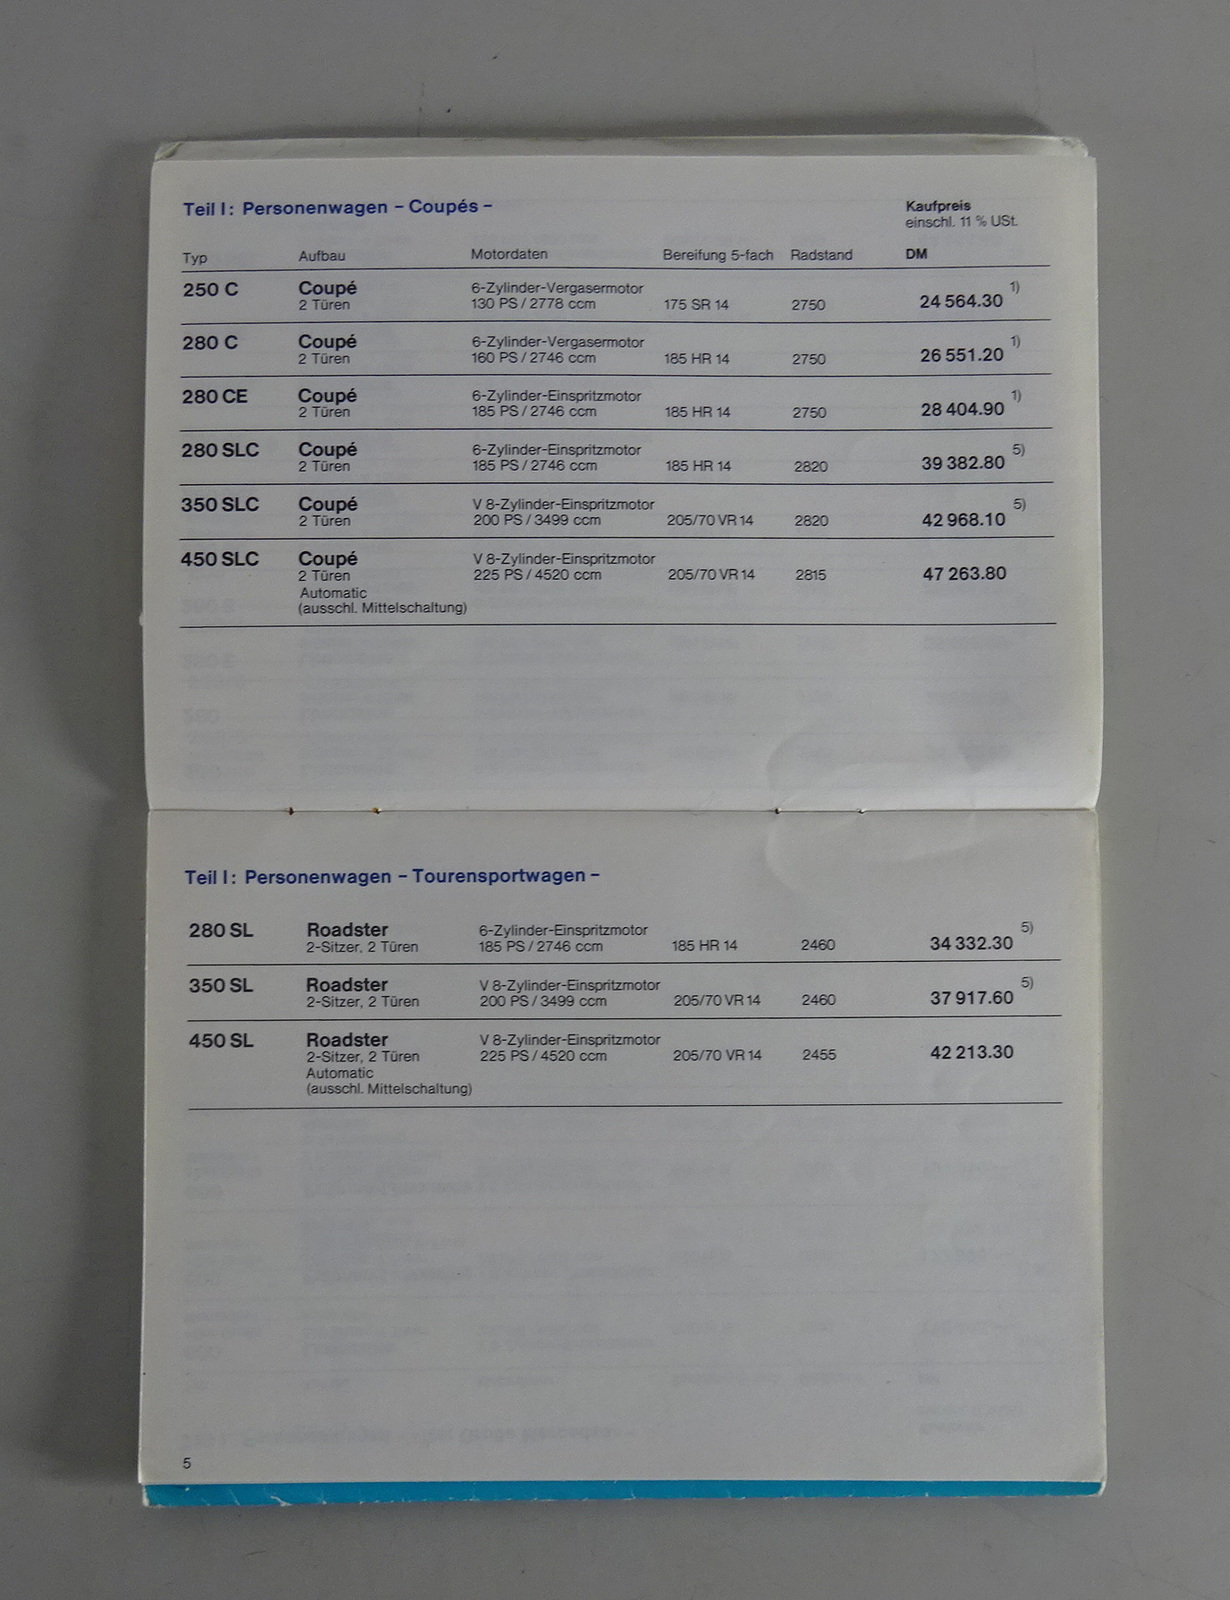 Teil I: Personenwagen – Coupés –
Kaufpreis
einschl. 11 % USt.
Typ Aufbau Motordaten Bereifung 5-fach Radstand DM
250 C Coupé 6-Zylinder-Vergasermotor 1)
2 Türen 130 PS / 2778 ccm 175 SR 14 2750 24 564.30
280 C Coupé 6-Zylinder-Vergasermotor 1)
2 Türen 160 PS / 2746 ccm 185 HR 14 2750 26 551.20
280 CE Coupé 6-Zylinder-Einspritzmotor 1)
2 Türen 185 PS / 2746 ccm 185 HR 14 2750 28 404.90
280 SLC Coupé 6-Zylinder-Einspritzmotor 5)
2 Türen 185 PS / 2746 ccm 185 HR 14 2820 39 382.80
350 SLC Coupé V 8-Zylinder-Einspritzmotor 5)
2 Türen 200 PS / 3499 ccm 205/70 VR 14 2820 42 968.10
450 SLC Coupé V 8-Zylinder-Einspritzmotor
2 Türen 225 PS / 4520 ccm 205/70 VR 14 2815 47 263.80
Automatic
(ausschl. Mittelschaltung)
Teil I: Personenwagen – Tourensportwagen –
280 SL Roadster 6-Zylinder-Einspritzmotor 5)
2-Sitzer, 2 Türen 185 PS / 2746 ccm 185 HR 14 2460 34 332.30
350 SL Roadster V 8-Zylinder-Einspritzmotor 5)
2-Sitzer, 2 Türen 200 PS / 3499 ccm 205/70 VR 14 2460 37 917.60
450 SL Roadster V 8-Zylinder-Einspritzmotor
2-Sitzer, 2 Türen 225 PS / 4520 ccm 205/70 VR 14 2455 42 213.30
Automatic
(ausschl. Mittelschaltung)
5